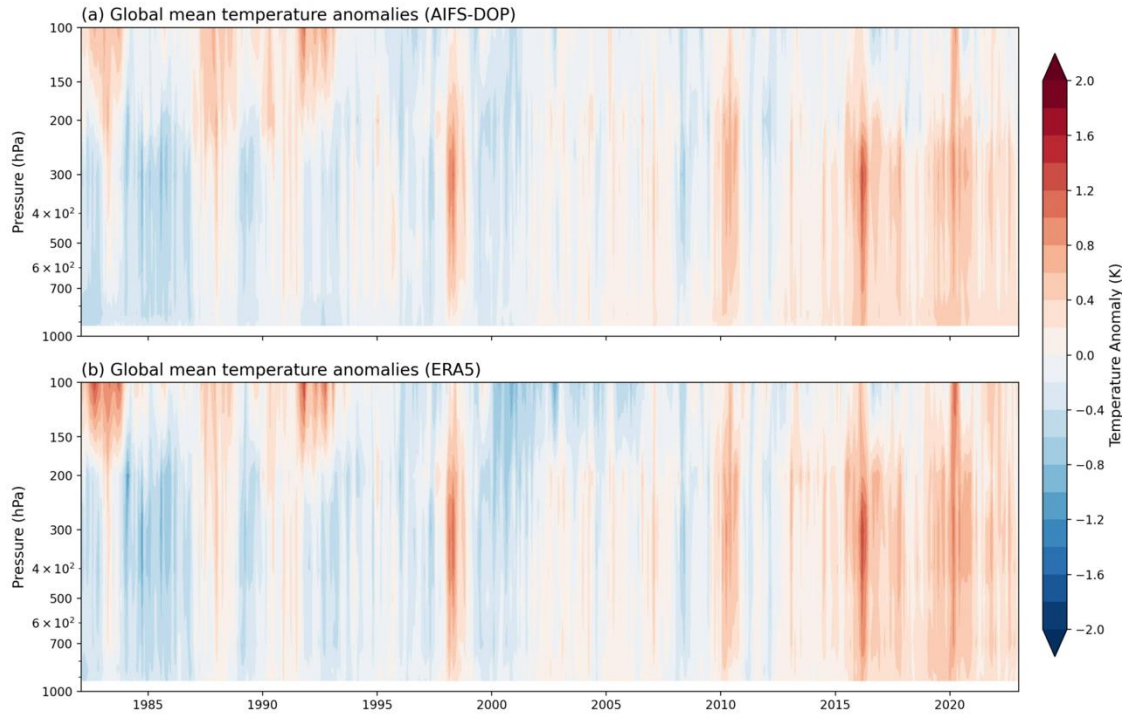 (a) Global mean temperature anomalies (AIFS-DOP)
100
150
200
300
4 × 10²
500
6 × 10²
700
1000
Pressure (hPa)
(b) Global mean temperature anomalies (ERA5)
100
150
200
300
4 × 10²
500
6 × 10²
700
1000
Pressure (hPa)
1985 1990 1995 2000 2005 2010 2015 2020
2.0
1.6
1.2
0.8
0.4
0.0
−0.4
−0.8
−1.2
−1.6
−2.0
Temperature Anomaly (K)